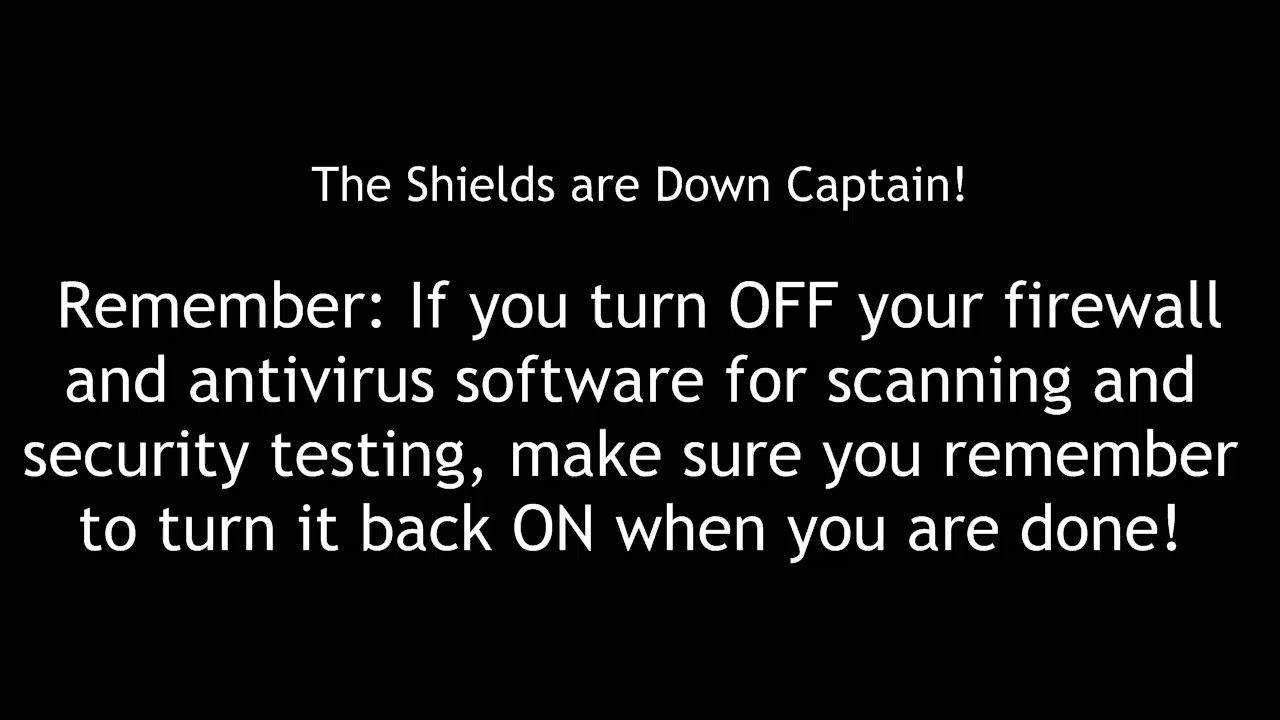 The Shields are Down Captain!
Remember: If you turn OFF your firewall
and antivirus software for scanning and
security testing, make sure you remember
to turn it back ON when you are done!